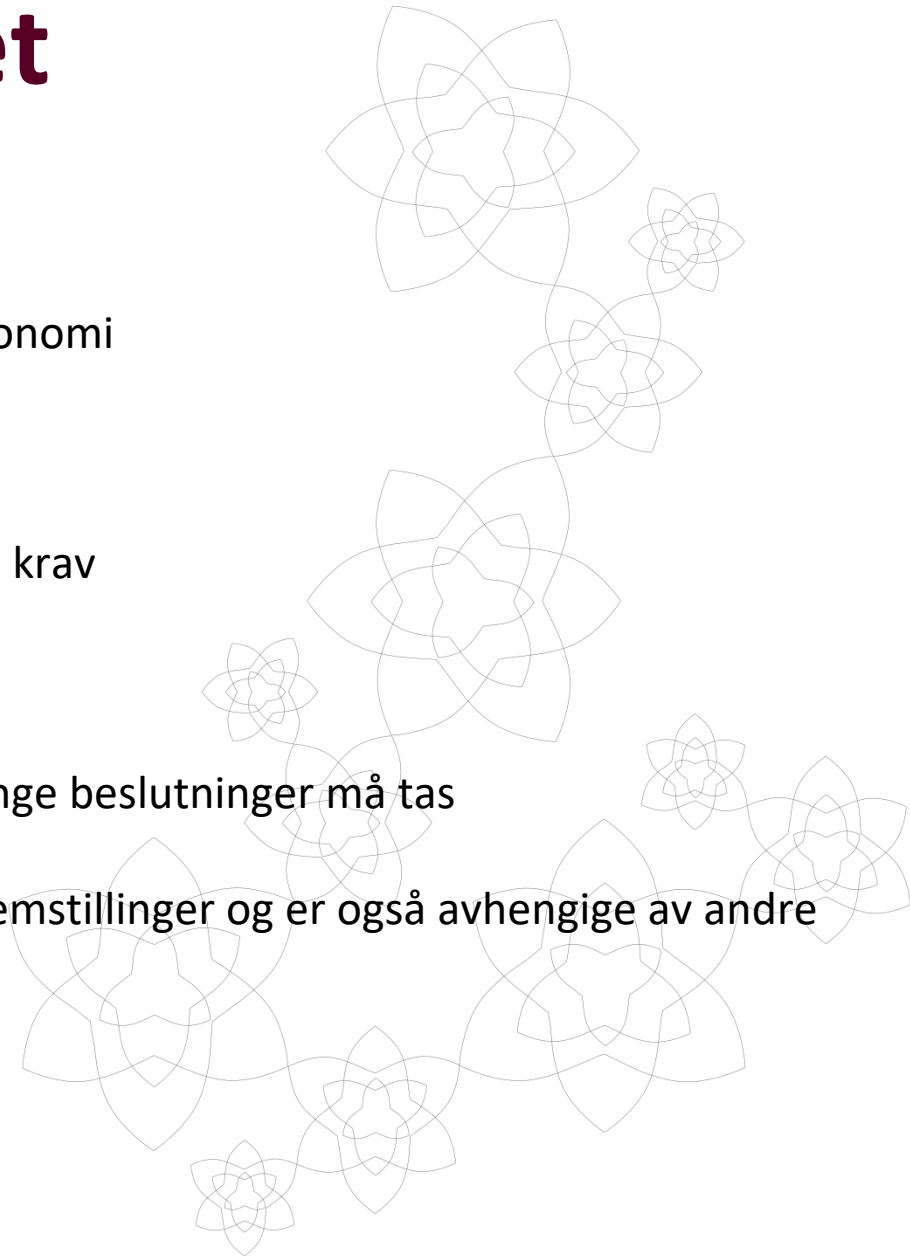 et
onomi
krav
nge beslutninger må tas
emstillinger og er også avhengige av andre